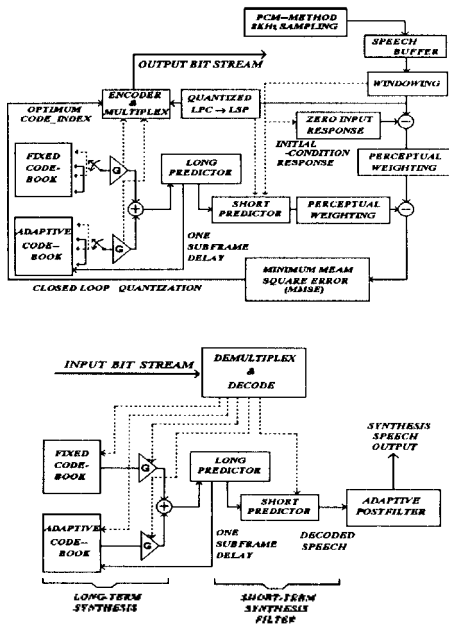 PCM-METHOD
8KHz SAMPLING
SPEECH
BUFFER
OUTPUT BIT STREAM
WINDOWING
ENCODER
&
MULTIPLEX
QUANTIZED
LPC → LSP
OPTIMUM
CODE_INDEX
ZERO INPUT
RESPONSE
INITIAL
-CONDITION
RESPONSE
PERCEPTUAL
WEIGHTING
FIXED
CODE-
BOOK
G
LONG
PREDICTOR
SHORT
PREDICTOR
PERCEPTUAL
WEIGHTING
ADAPTIVE
CODE--
BOOK
G
ONE
SUBFRAME
DELAY
MINIMUM MEAM
SQUARE ERROR
(MMSE)
CLOSED LOOP QUANTIZATION
INPUT BIT STREAM
DEMULTIPLEX
&
DECODE
SYNTHESIS
SPEECH
OUTPUT
FIXED
CODE-
BOOK
G
LONG
PREDICTOR
SHORT
PREDICTOR
ADAPTIVE
POSTFILTER
ADAPTIVE
CODE--
BOOK
G
ONE
SUBFRAME
DELAY
DECODED
SPEECH
LONG-TERM
SYNTHESIS
SHORT-TERM
SYNTHESIS
FILTER